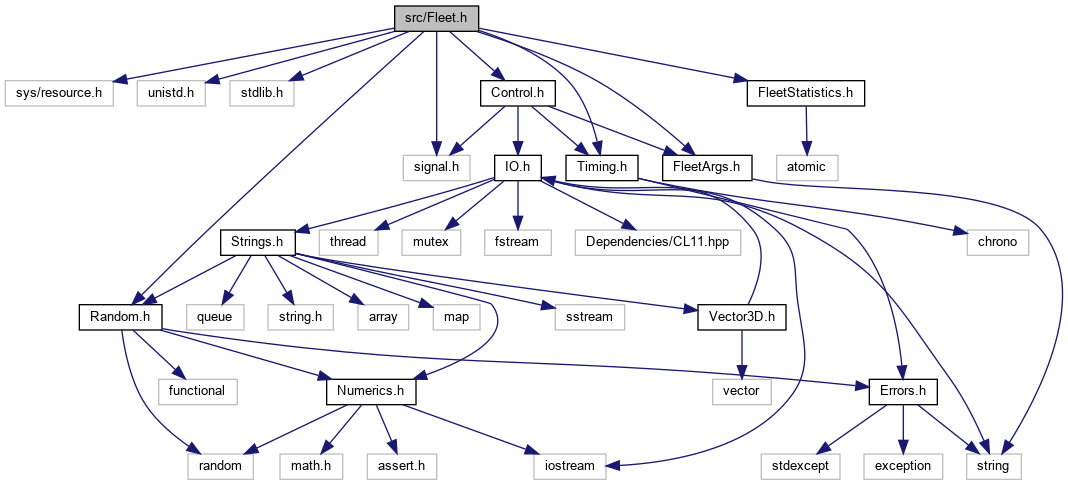 src/Fleet.h
sys/resource.h
unistd.h
stdlib.h
Control.h
FleetStatistics.h
signal.h
IO.h
Timing.h
FleetArgs.h
atomic
Strings.h
thread
mutex
fstream
Dependencies/CL11.hpp
chrono
Random.h
queue
string.h
array
map
sstream
Vector3D.h
functional
Numerics.h
vector
Errors.h
random
math.h
assert.h
iostream
stdexcept
exception
string